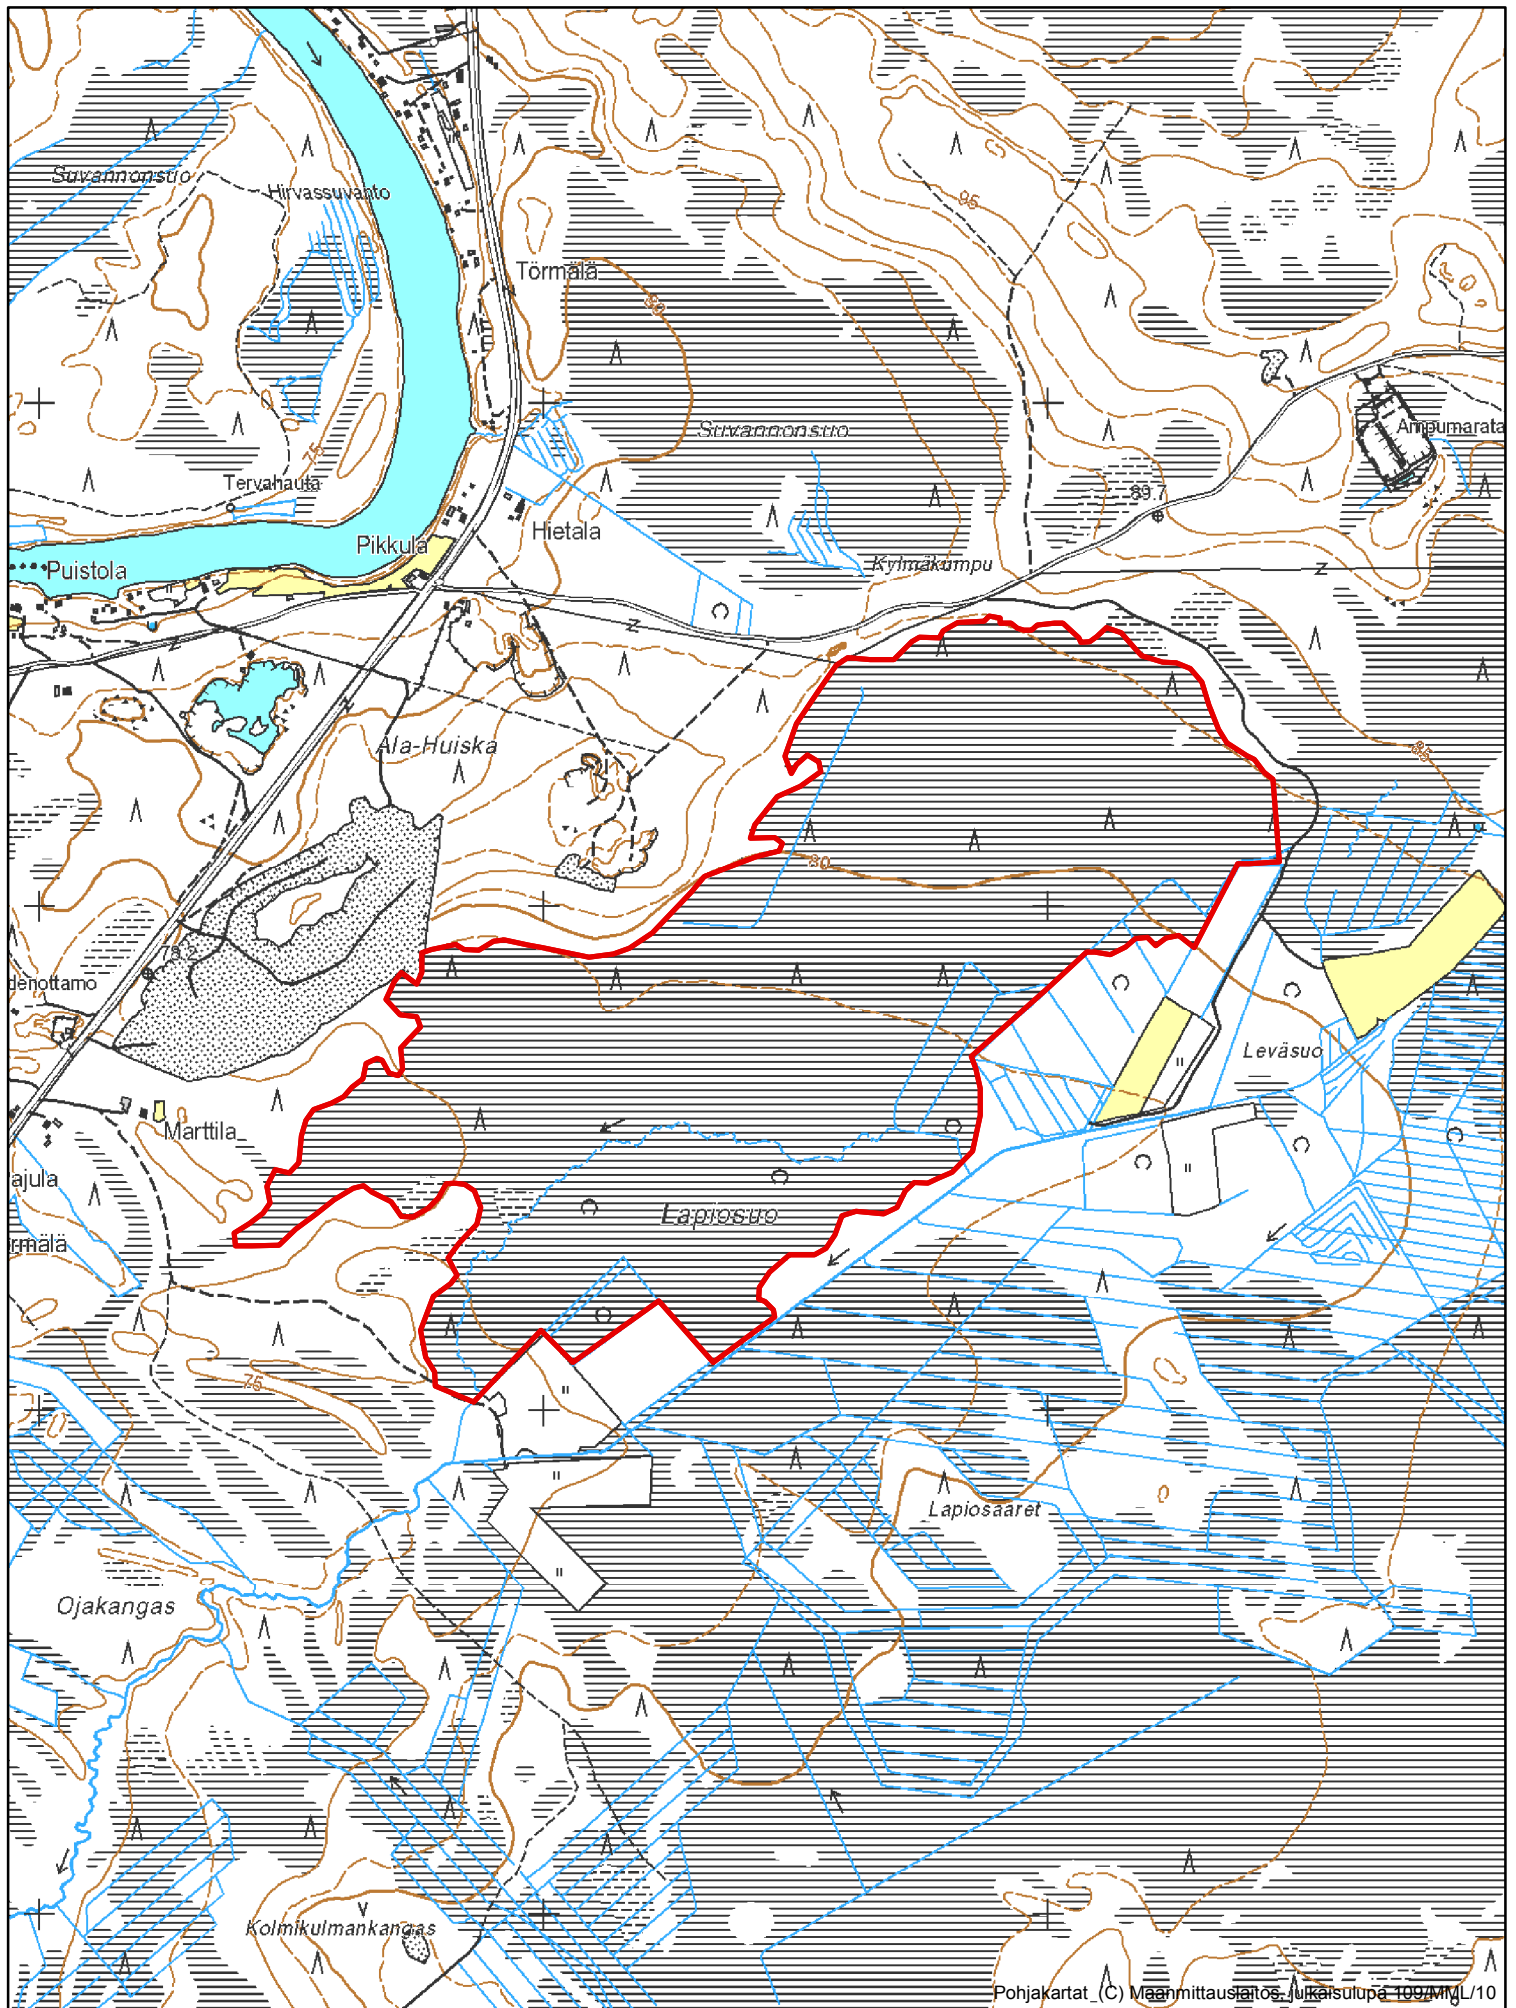 Suvannonsuo
Hirvassuvanto
95
Törmälä
80
Suvannonsuo
Ampumarata
75
Tervahauta
89.7
Hietala
Pikkula
Kylmäkumpu
Puistola
z
z
z
z
z
Ala-Huiska
85
80
79.2
denottamo
Leväsuo
Marttila
ajula
Lapiosuo
rmälä
75
Lapiosaaret
Ojakangas
Kolmikulmankangas
Pohjakartat (C) Maanmittauslaitos, julkaisulupa 109/MML/10